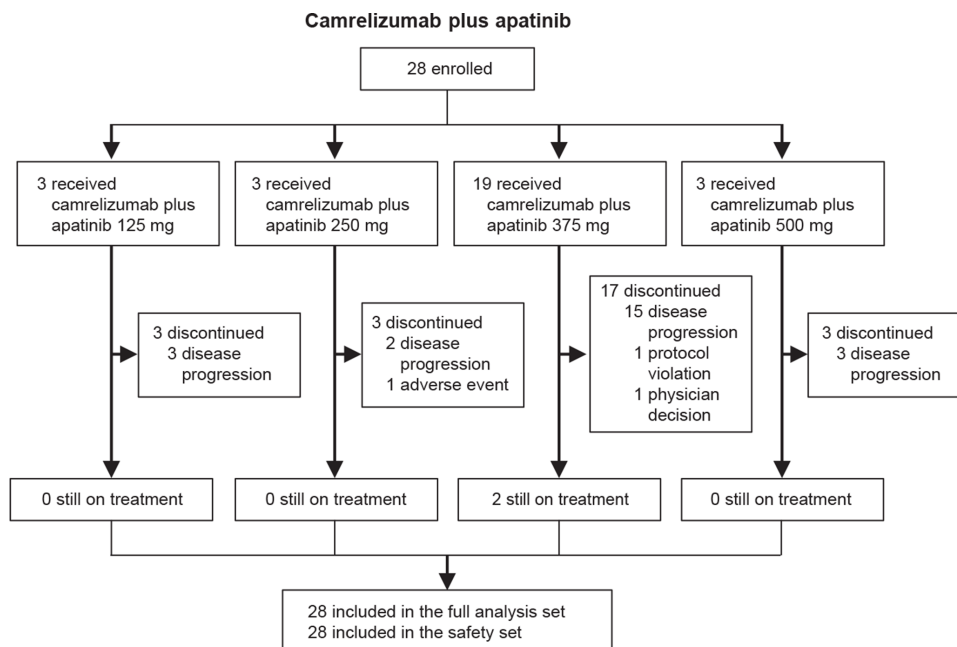 Camrelizumab plus apatinib
28 enrolled
3 received
camrelizumab plus
apatinib 125 mg
3 received
camrelizumab plus
apatinib 250 mg
19 received
camrelizumab plus
apatinib 375 mg
3 received
camrelizumab plus
apatinib 500 mg
3 discontinued
3 disease
progression
3 discontinued
2 disease
progression
1 adverse event
17 discontinued
15 disease
progression
1 protocol
violation
1 physician
decision
3 discontinued
3 disease
progression
0 still on treatment
0 still on treatment
2 still on treatment
0 still on treatment
28 included in the full analysis set
28 included in the safety set